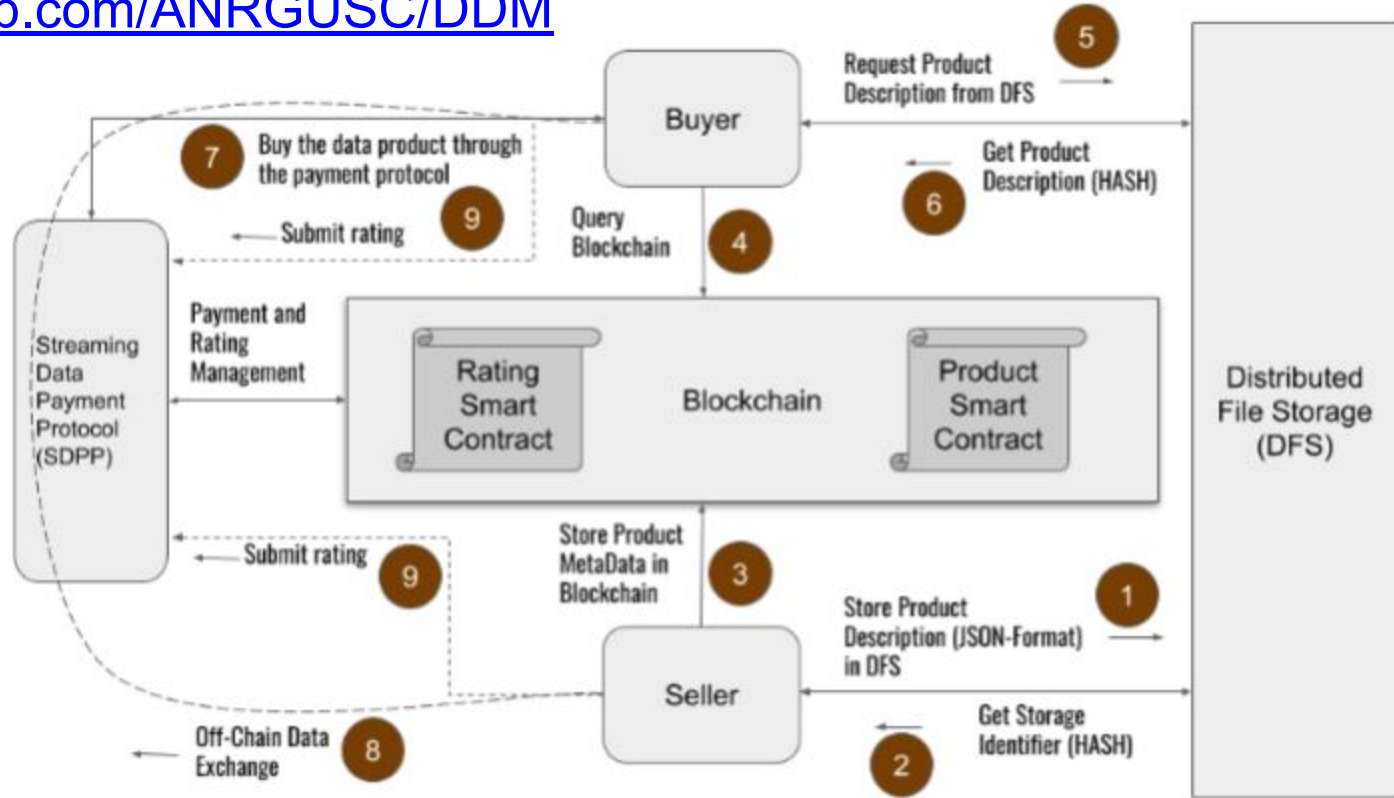 b.com/ANRGUSC/DDM
5
Request Product
Description from DFS
Buyer
7
Buy the data product through
the payment protocol
Get Product
Description (HASH)
6
9
Submit rating
Query
Blockchain
4
Payment and
Rating
Management
Streaming
Data
Payment
Protocol
(SDPP)
Rating
Smart
Contract
Blockchain
Product
Smart
Contract
Distributed
File Storage
(DFS)
Submit rating
9
Store Product
MetaData in
Blockchain
3
1
Store Product
Description (JSON-Format)
in DFS
Seller
Off-Chain Data
Exchange
8
Get Storage
Identifier (HASH)
2